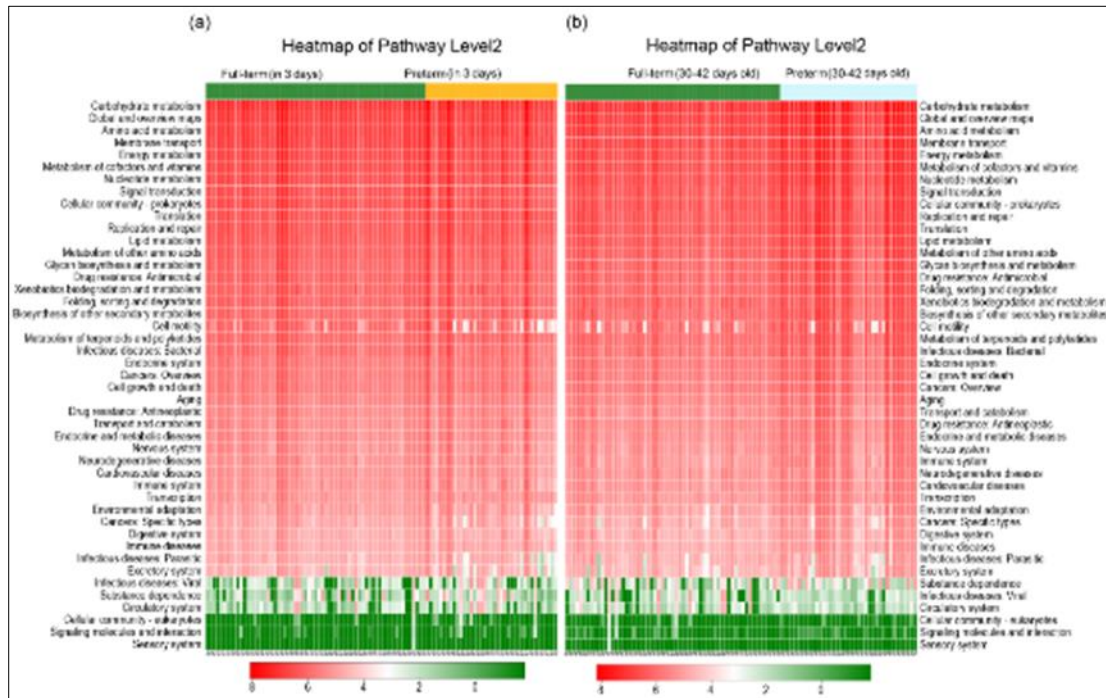 (a)
Heatmap of Pathway Level2
Full-term (in 3 days)
Preterm (in 3 days)
Carbohydrate metabolism
Global and overview maps
Amino acid metabolism
Membrane transport
Energy metabolism
Metabolism of cofactors and vitamins
Nucleotide metabolism
Signal transduction
Cellular community - prokaryotes
Translation
Replication and repair
Lipid metabolism
Metabolism of other amino acids
Glycan biosynthesis and metabolism
Drug resistance: Antimicrobial
Xenobiotics biodegradation and metabolism
Folding, sorting and degradation
Biosynthesis of other secondary metabolites
Cell motility
Metabolism of terpenoids and polyketides
Infectious diseases: Bacterial
Endocrine system
Cancers: Overview
Cell growth and death
Aging
Drug resistance: Antineoplastic
Transport and catabolism
Endocrine and metabolic diseases
Nervous system
Neurodegenerative diseases
Cardiovascular diseases
Immune system
Transcription
Environmental adaptation
Cancers: Specific types
Digestive system
Immune diseases
Infectious diseases: Parasitic
Excretory system
Infectious diseases: Viral
Substance dependence
Circulatory system
Cellular community - eukaryotes
Signaling molecules and interaction
Sensory system
8 6 4 2
(b)
Heatmap of Pathway Level2
Full-term (30-42 days old)
Preterm (30-42 days old)
Carbohydrate metabolism
Global and overview maps
Amino acid metabolism
Membrane transport
Energy metabolism
Metabolism of cofactors and vitamins
Nucleotide metabolism
Signal transduction
Cellular community - prokaryotes
Replication and repair
Translation
Lipid metabolism
Metabolism of other amino acids
Glycan biosynthesis and metabolism
Drug resistance: Antimicrobial
Folding, sorting and degradation
Xenobiotics biodegradation and metabolism
Biosynthesis of other secondary metabolites
Cell motility
Metabolism of terpenoids and polyketides
Infectious diseases: Bacterial
Endocrine system
Cell growth and death
Cancers: Overview
Aging
Transport and catabolism
Drug resistance: Antineoplastic
Endocrine and metabolic diseases
Nervous system
Immune system
Neurodegenerative diseases
Cardiovascular diseases
Transcription
Environmental adaptation
Cancers: Specific types
Digestive system
Immune diseases
Infectious diseases: Parasitic
Excretory system
Substance dependence
Infectious diseases: Viral
Circulatory system
Cellular community - eukaryotes
Signaling molecules and interaction
Sensory system
6 4 2